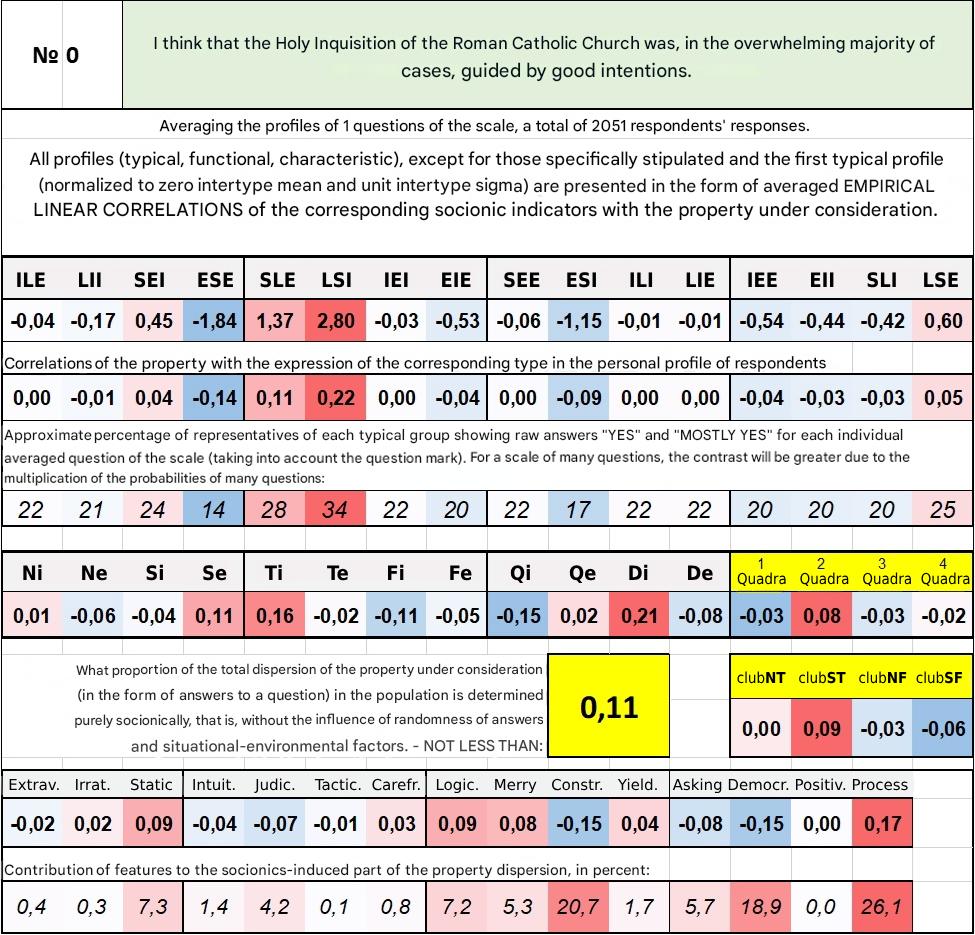 № 0
I think that the Holy Inquisition of the Roman Catholic Church was, in the overwhelming majority of
cases, guided by good intentions.
Averaging the profiles of 1 questions of the scale, a total of 2051 respondents' responses.
All profiles (typical, functional, characteristic), except for those specifically stipulated and the first typical profile
(normalized to zero intertype mean and unit intertype sigma) are presented in the form of averaged EMPIRICAL
LINEAR CORRELATIONS of the corresponding socionic indicators with the property under consideration.
ILE LII SEI ESE SLE LSI IEI EIE SEE ESI ILI LIE IEE EII SLI LSE
-0,04 -0,17 0,45 -1,84 1,37 2,80 -0,03 -0,53 -0,06 -1,15 -0,01 -0,01 -0,54 -0,44 -0,42 0,60
Correlations of the property with the expression of the corresponding type in the personal profile of respondents
0,00 -0,01 0,04 -0,14 0,11 0,22 0,00 -0,04 0,00 -0,09 0,00 0,00 -0,04 -0,03 -0,03 0,05
Approximate percentage of representatives of each typical group showing raw answers "YES" and "MOSTLY YES" for each individual
averaged question of the scale (taking into account the question mark). For a scale of many questions, the contrast will be greater due to the
multiplication of the probabilities of many questions:
22 21 24 14 28 34 22 20 22 17 22 22 20 20 20 25
Ni Ne Si Se Ti Te Fi Fe Qi Qe Di De 1 Quadra 2 Quadra 3 Quadra 4 Quadra
0,01 -0,06 -0,04 0,11 0,16 -0,02 -0,11 -0,05 -0,15 0,02 0,21 -0,08 -0,03 0,08 -0,03 -0,02
What proportion of the total dispersion of the property under consideration
(in the form of answers to a question) in the population is determined
purely socionically, that is, without the influence of randomness of answers
and situational-environmental factors. - NOT LESS THAN:
0,11
clubNT clubST clubNF clubSF
0,00 0,09 -0,03 -0,06
Extrav. Irrat. Static Intuit. Judic. Tactic. Carefr. Logic. Merry Constr. Yield. Asking Democr. Positiv. Process
-0,02 0,02 0,09 -0,04 -0,07 -0,01 0,03 0,09 0,08 -0,15 0,04 -0,08 -0,15 0,00 0,17
Contribution of features to the socionics-induced part of the property dispersion, in percent:
0,4 0,3 7,3 1,4 4,2 0,1 0,8 7,2 5,3 20,7 1,7 5,7 18,9 0,0 26,1